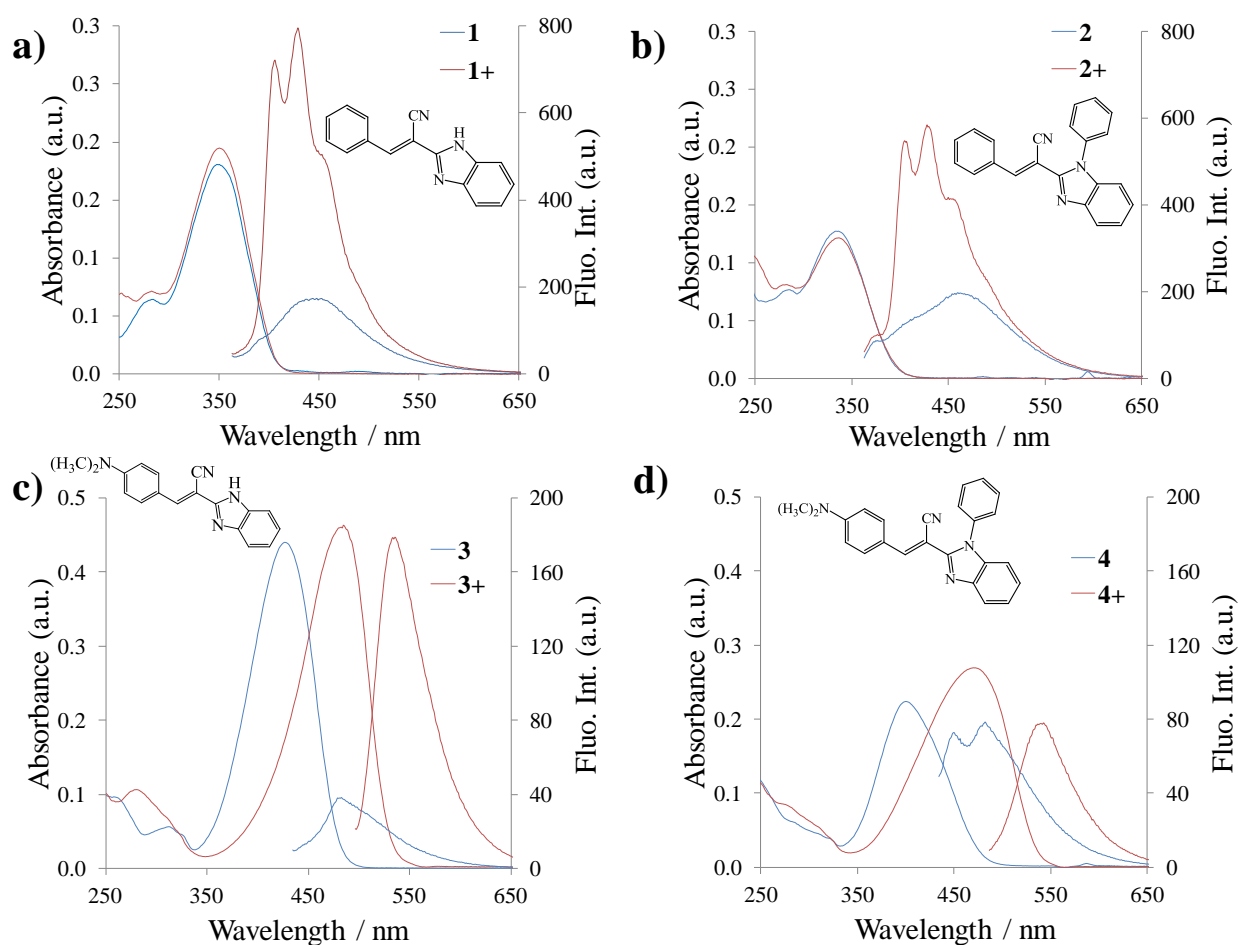 a)
1
1+
Absorbance (a.u.)
0.3
0.3
0.2
0.2
0.1
0.1
0.0
250
350
450
550
650
Wavelength / nm
800
600
400
200
0
Fluo. Int. (a.u.)
CN
H
N
N
b)
2
2+
Absorbance (a.u.)
0.3
0.3
0.2
0.2
0.1
0.1
0.0
250
350
450
550
650
Wavelength / nm
800
600
400
200
0
Fluo. Int. (a.u.)
CN
N
N
c)
3
3+
Absorbance (a.u.)
0.5
0.4
0.3
0.2
0.1
0.0
250
350
450
550
650
Wavelength / nm
200
160
120
80
40
0
Fluo. Int. (a.u.)
(H3C)2N
CN
H
N
N
d)
4
4+
Absorbance (a.u.)
0.5
0.4
0.3
0.2
0.1
0.0
250
350
450
550
650
Wavelength / nm
200
160
120
80
40
0
Fluo. Int. (a.u.)
(H3C)2N
CN
N
N